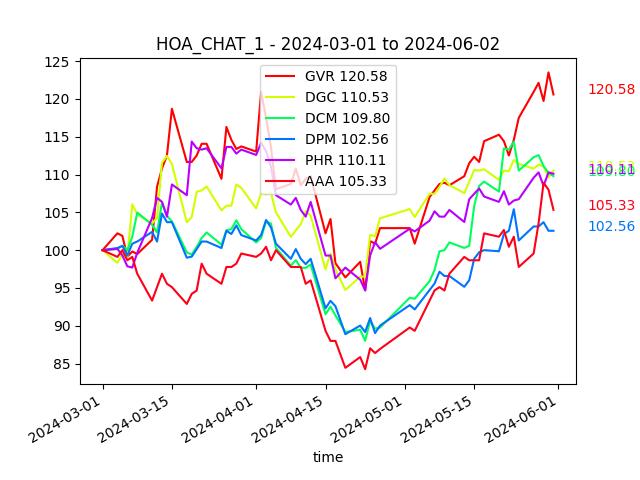 HOA_CHAT_1 - 2024-03-01 to 2024-06-02
125
120
115
110
105
100
95
90
85
GVR 120.58
DGC 110.53
DCM 109.80
DPM 102.56
PHR 110.11
AAA 105.33
120.58
110.11
105.33
102.56
2024-03-01
2024-03-15
2024-04-01
2024-04-15
2024-05-01
2024-05-15
2024-06-01
time